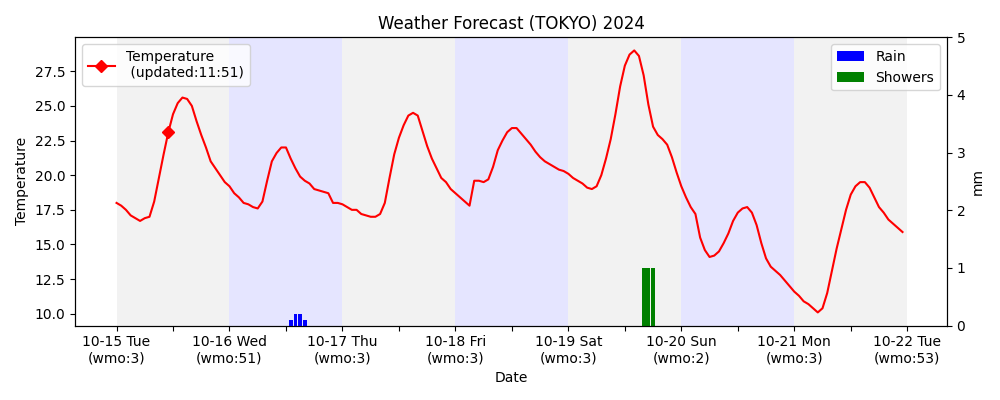 Weather Forecast (TOKYO) 2024
Temperature
(updated:11:51)
Rain
Showers
Temperature
27.5
25.0
22.5
20.0
17.5
15.0
12.5
10.0
5
4
3
2
1
0
mm
10-15 Tue
(wmo:3)
10-16 Wed
(wmo:51)
10-17 Thu
(wmo:3)
10-18 Fri
(wmo:3)
10-19 Sat
(wmo:3)
10-20 Sun
(wmo:2)
10-21 Mon
(wmo:3)
10-22 Tue
(wmo:53)
Date